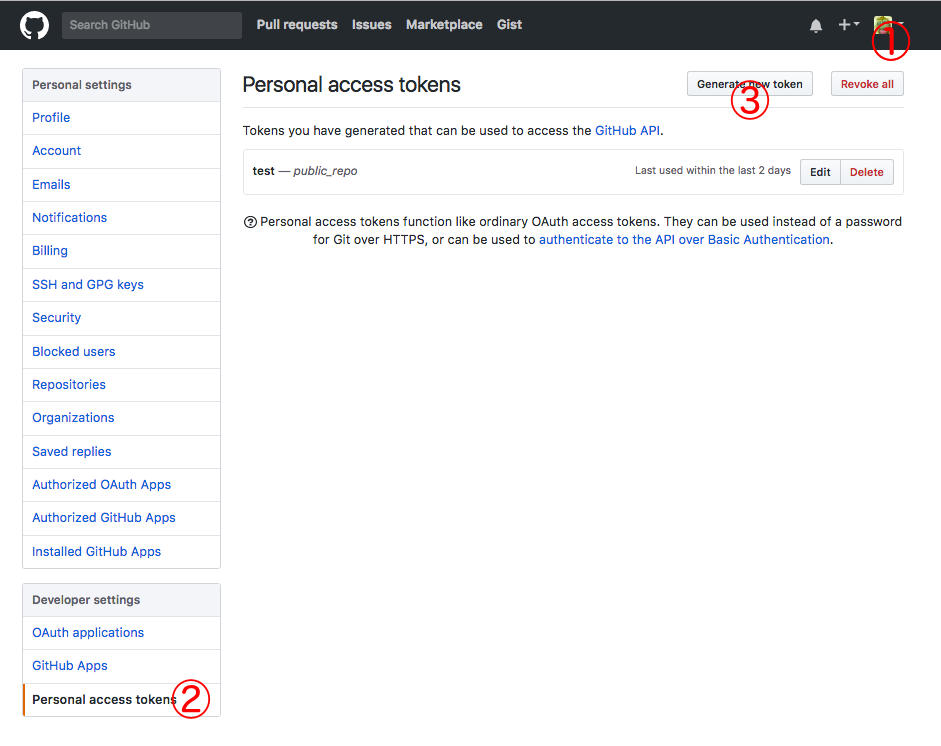 Search GitHub Pull requests Issues Marketplace Gist
①
Personal settings
Profile
Account
Emails
Notifications
Billing
SSH and GPG keys
Security
Blocked users
Repositories
Organizations
Saved replies
Authorized OAuth Apps
Authorized GitHub Apps
Installed GitHub Apps
Developer settings
OAuth applications
GitHub Apps
Personal access tokens ②
Personal access tokens
Generate new token
Revoke all
③
Tokens you have generated that can be used to access the GitHub API.
test — public_repo Last used within the last 2 days Edit Delete
Personal access tokens function like ordinary OAuth access tokens. They can be used instead of a password
for Git over HTTPS, or can be used to authenticate to the API over Basic Authentication.